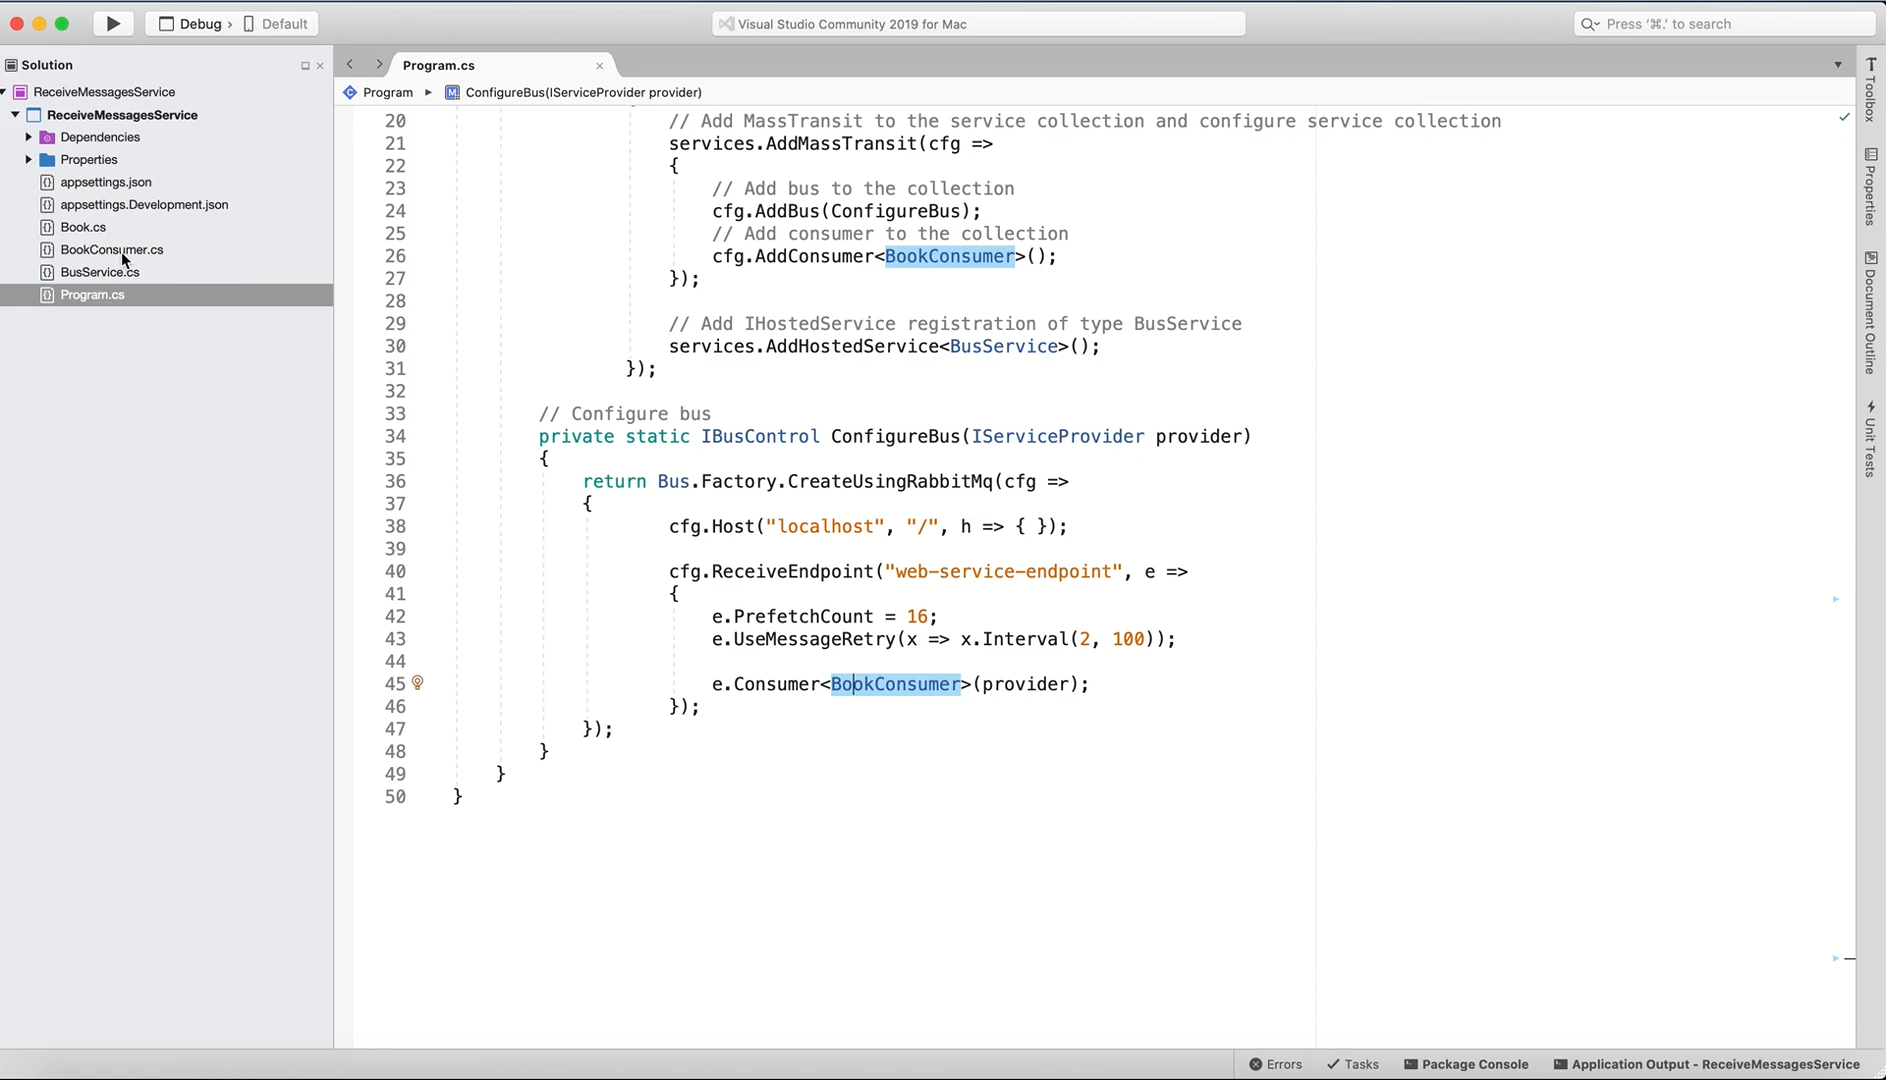 Debug › Default
Visual Studio Community 2019 for Mac
Press ‘⌘.’ to search
Solution
ReceiveMessagesService
ReceiveMessagesService
Dependencies
Properties
appsettings.json
appsettings.Development.json
Book.cs
BookConsumer.cs
BusService.cs
Program.cs
Program.cs
Program ▸ ConfigureBus(IServiceProvider provider)
20 // Add MassTransit to the service collection and configure service collection
21 services.AddMassTransit(cfg =>
22 {
23 // Add bus to the collection
24 cfg.AddBus(ConfigureBus);
25 // Add consumer to the collection
26 cfg.AddConsumer<BookConsumer>();
27 });
28
29 // Add IHostedService registration of type BusService
30 services.AddHostedService<BusService>();
31 });
32
33 // Configure bus
34 private static IBusControl ConfigureBus(IServiceProvider provider)
35 {
36 return Bus.Factory.CreateUsingRabbitMq(cfg =>
37 {
38 cfg.Host("localhost", "/", h => { });
39
40 cfg.ReceiveEndpoint("web-service-endpoint", e =>
41 {
42 e.PrefetchCount = 16;
43 e.UseMessageRetry(x => x.Interval(2, 100));
44
45 e.Consumer<BookConsumer>(provider);
46 });
47 });
48 }
49 }
50 }
Toolbox
Properties
Document Outline
Unit Tests
Errors
Tasks
Package Console
Application Output - ReceiveMessagesService